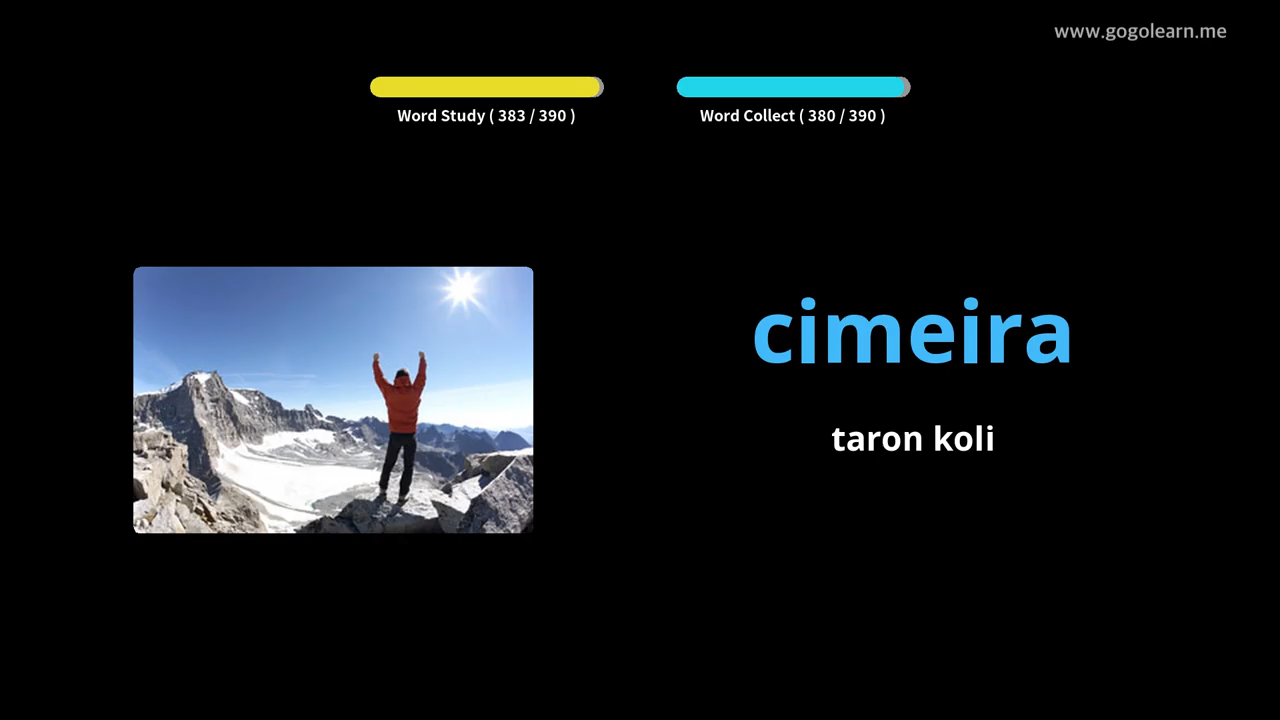 www.gogolearn.me
Word Study ( 383 / 390 )
Word Collect ( 380 / 390 )
cimeira
taron koli